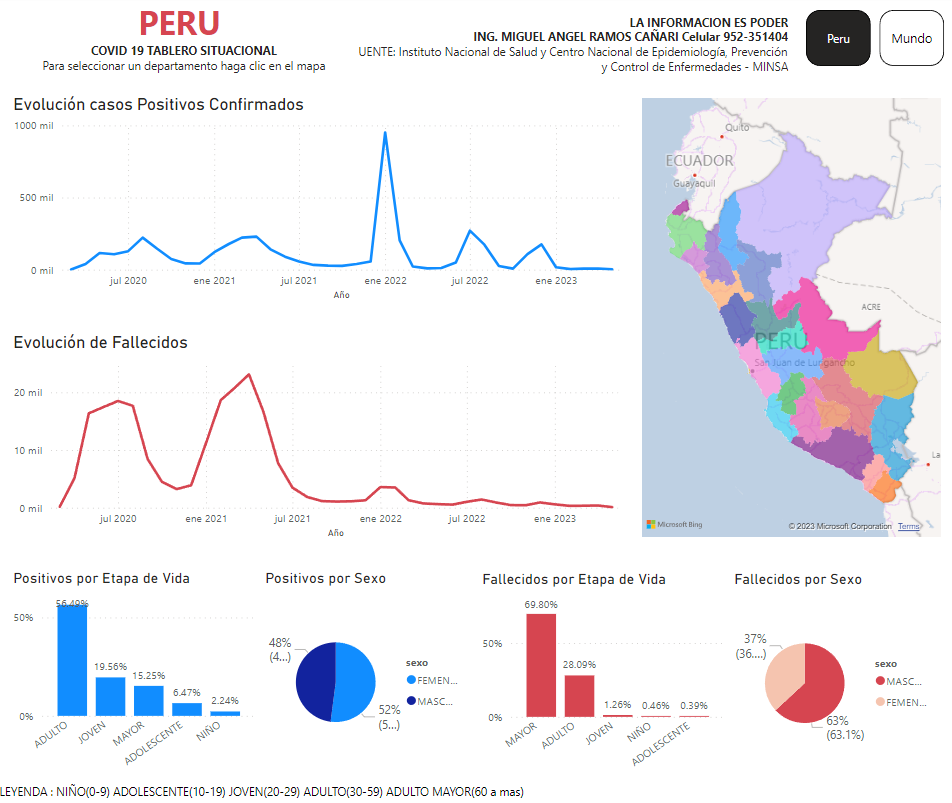 PERU
COVID 19 TABLERO SITUACIONAL
Para seleccionar un departamento haga clic en el mapa
LA INFORMACION ES PODER
ING. MIGUEL ANGEL RAMOS CAÑARI Celular 952-351404
UENTE: Instituto Nacional de Salud y Centro Nacional de Epidemiología, Prevención
y Control de Enfermedades - MINSA
Peru
Mundo
Evolución casos Positivos Confirmados
1000 mil
500 mil
0 mil
jul 2020
ene 2021
jul 2021
ene 2022
jul 2022
ene 2023
Año
Evolución de Fallecidos
20 mil
10 mil
0 mil
jul 2020
ene 2021
jul 2021
ene 2022
jul 2022
ene 2023
Año
Quito
ECUADOR
Guayaquil
ACRE
PERU
San Juan de Lurigancho
La
Microsoft Bing
© 2023 Microsoft Corporation
Terms
Positivos por Etapa de Vida
50%
0%
56.49%
19.56%
15.25%
6.47%
2.24%
ADULTO
JOVEN
MAYOR
ADOLESCENTE
NIÑO
Positivos por Sexo
48%
(4...)
52%
(5...)
sexo
FEMEN...
MASC...
Fallecidos por Etapa de Vida
50%
0%
69.80%
28.09%
1.26%
0.46%
0.39%
MAYOR
ADULTO
JOVEN
NIÑO
ADOLESCENTE
Fallecidos por Sexo
37%
(36....)
63%
(63.1%)
sexo
MASC...
FEMEN...
LEYENDA : NIÑO(0-9) ADOLESCENTE(10-19) JOVEN(20-29) ADULTO(30-59) ADULTO MAYOR(60 a mas)